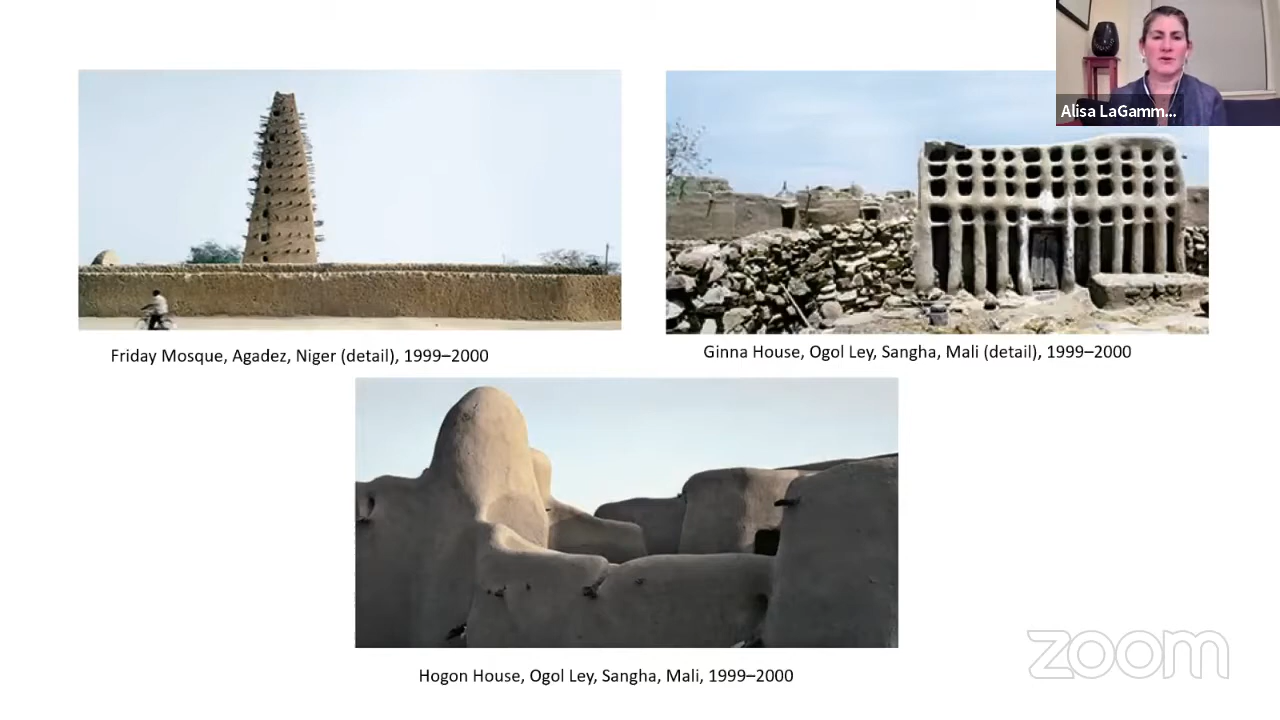 Alisa LaGamm...
Friday Mosque, Agadez, Niger (detail), 1999–2000
Ginna House, Ogol Ley, Sangha, Mali (detail), 1999–2000
Hogon House, Ogol Ley, Sangha, Mali, 1999–2000
zoom